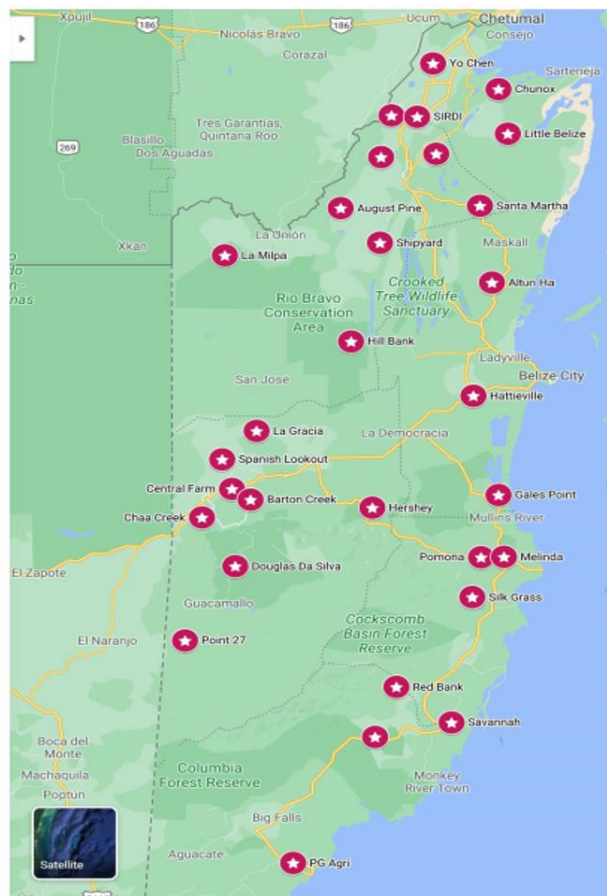 Xpujil
186
Nicolás Bravo
186
Ucum
Chetumal
Consejo
Corozal
Yo Chen
Sarteneja
Chunox
Tres Garantías,
Quintana Roo
SIRDI
Little Belize
Blasillo
Dos Aguadas
269
August Pine
Santa Martha
La Unión
Xkan
Shipyard
Maskall
La Milpa
Altun Ha
Crooked
Tree Wildlife
Sanctuary
Rio Bravo
Conservation
Area
Hill Bank
Ladyville
San Jose
Belize City
Hattieville
La Gracia
La Democracia
Spanish Lookout
Central Farm
Barton Creek
Gales Point
Hershey
Chaa Creek
Mullins River
Pomona
Melinda
El Zapote
Douglas Da Silva
Silk Grass
Guacamallo
Cockscomb
Basin Forest
Reserve
El Naranjo
Point 27
Red Bank
Savannah
Boca del
Monte
Columbia
Forest Reserve
Machaquila
Monkey
River Town
Poptún
Big Falls
Satellite
Aguacate
PG Agri